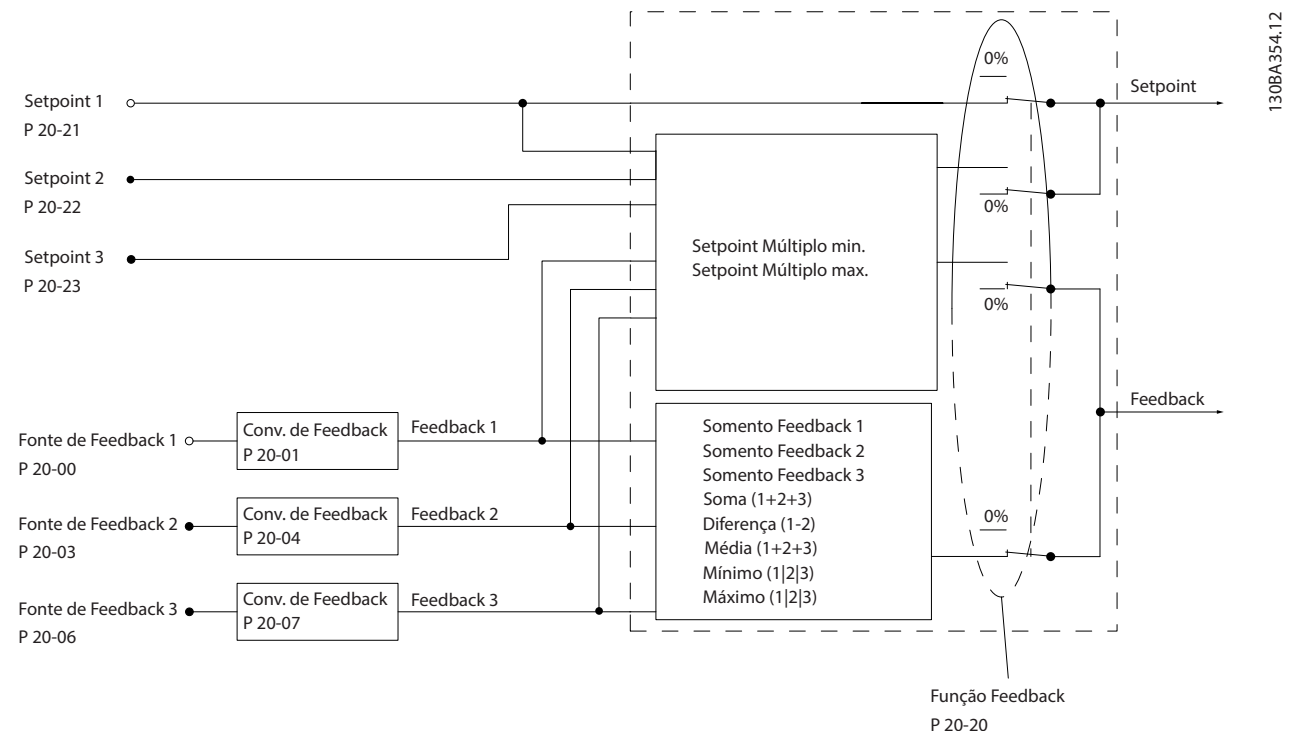 130BA354.12
0%
Setpoint 1
P 20-21
Setpoint
Setpoint 2
P 20-22
0%
Setpoint 3
P 20-23
Setpoint Múltiplo min.
Setpoint Múltiplo max.
0%
Feedback
Fonte de Feedback 1
P 20-00
Conv. de Feedback
P 20-01
Feedback 1
Fonte de Feedback 2
P 20-03
Conv. de Feedback
P 20-04
Feedback 2
Fonte de Feedback 3
P 20-06
Conv. de Feedback
P 20-07
Feedback 3
Somento Feedback 1
Somento Feedback 2
Somento Feedback 3
Soma (1+2+3)
Diferença (1-2)
Média (1+2+3)
Mínimo (1|2|3)
Máximo (1|2|3)
0%
Função Feedback
P 20-20